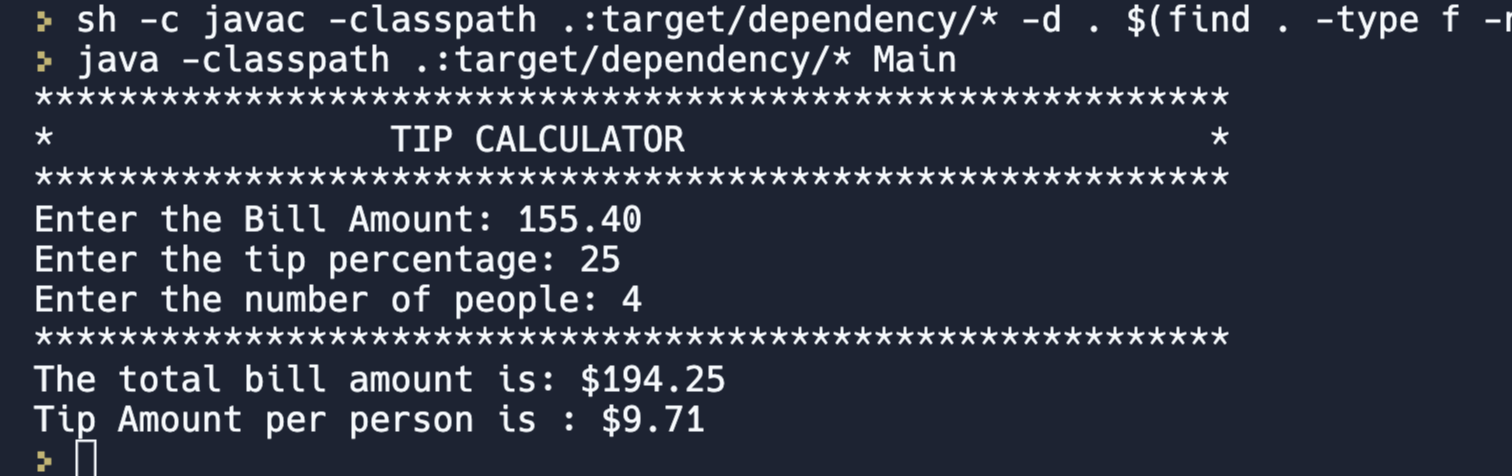 sh -c javac -classpath .:target/dependency/* -d . $(find . -type f -
java -classpath .:target/dependency/* Main
*********************************************************
* TIP CALCULATOR *
*********************************************************
Enter the Bill Amount: 155.40
Enter the tip percentage: 25
Enter the number of people: 4
*********************************************************
The total bill amount is: $194.25
Tip Amount per person is : $9.71